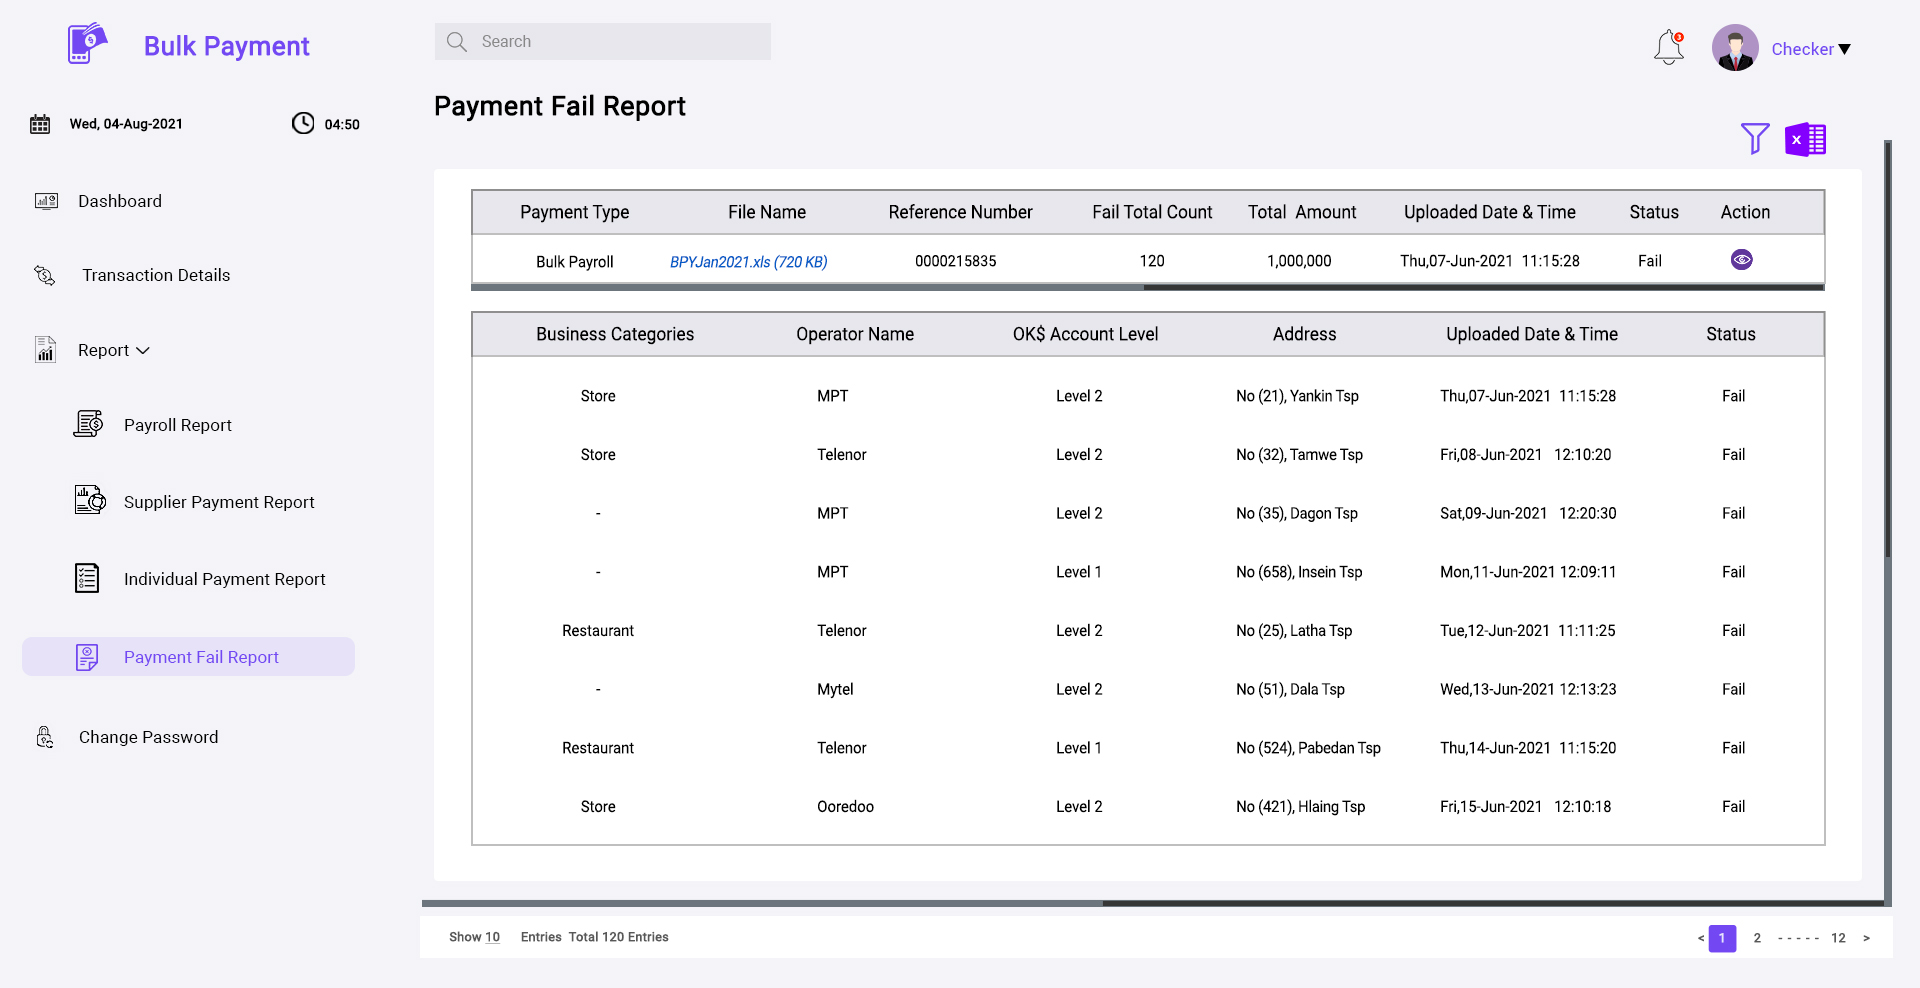 Bulk Payment
Search
3
Checker
Wed, 04-Aug-2021 04:50
Payment Fail Report
X
Dashboard
Transaction Details
Report
Payroll Report
Supplier Payment Report
Individual Payment Report
Payment Fail Report
Change Password
Payment Type File Name Reference Number Fail Total Count Total Amount Uploaded Date & Time Status Action
Bulk Payroll BPYJan2021.xls (720 KB) 0000215835 120 1,000,000 Thu,07-Jun-2021 11:15:28 Fail
Business Categories Operator Name OK$ Account Level Address Uploaded Date & Time Status
Store MPT Level 2 No (21), Yankin Tsp Thu,07-Jun-2021 11:15:28 Fail
Store Telenor Level 2 No (32), Tamwe Tsp Fri,08-Jun-2021 12:10:20 Fail
- MPT Level 2 No (35), Dagon Tsp Sat,09-Jun-2021 12:20:30 Fail
- MPT Level 1 No (658), Insein Tsp Mon,11-Jun-2021 12:09:11 Fail
Restaurant Telenor Level 2 No (25), Latha Tsp Tue,12-Jun-2021 11:11:25 Fail
- Mytel Level 2 No (51), Dala Tsp Wed,13-Jun-2021 12:13:23 Fail
Restaurant Telenor Level 1 No (524), Pabedan Tsp Thu,14-Jun-2021 11:15:20 Fail
Store Ooredoo Level 2 No (421), Hlaing Tsp Fri,15-Jun-2021 12:10:18 Fail
Show 10 Entries Total 120 Entries
< 1 2 - - - - - 12 >